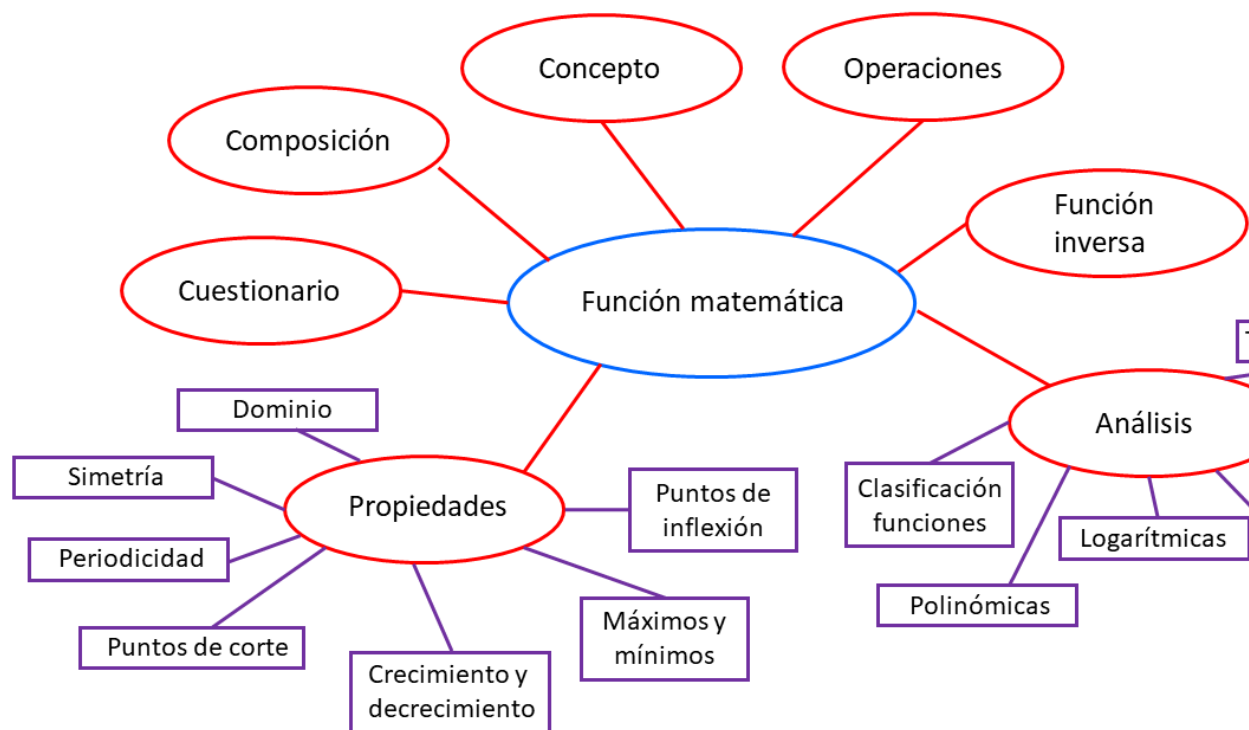 Concepto
Operaciones
Composición
Función
inversa
Cuestionario
Función matemática
Dominio
Análisis
Simetría
Propiedades
Puntos de
inflexión
Clasificación
funciones
Periodicidad
Logarítmicas
Polinómicas
Puntos de corte
Máximos y
mínimos
Crecimiento y
decrecimiento